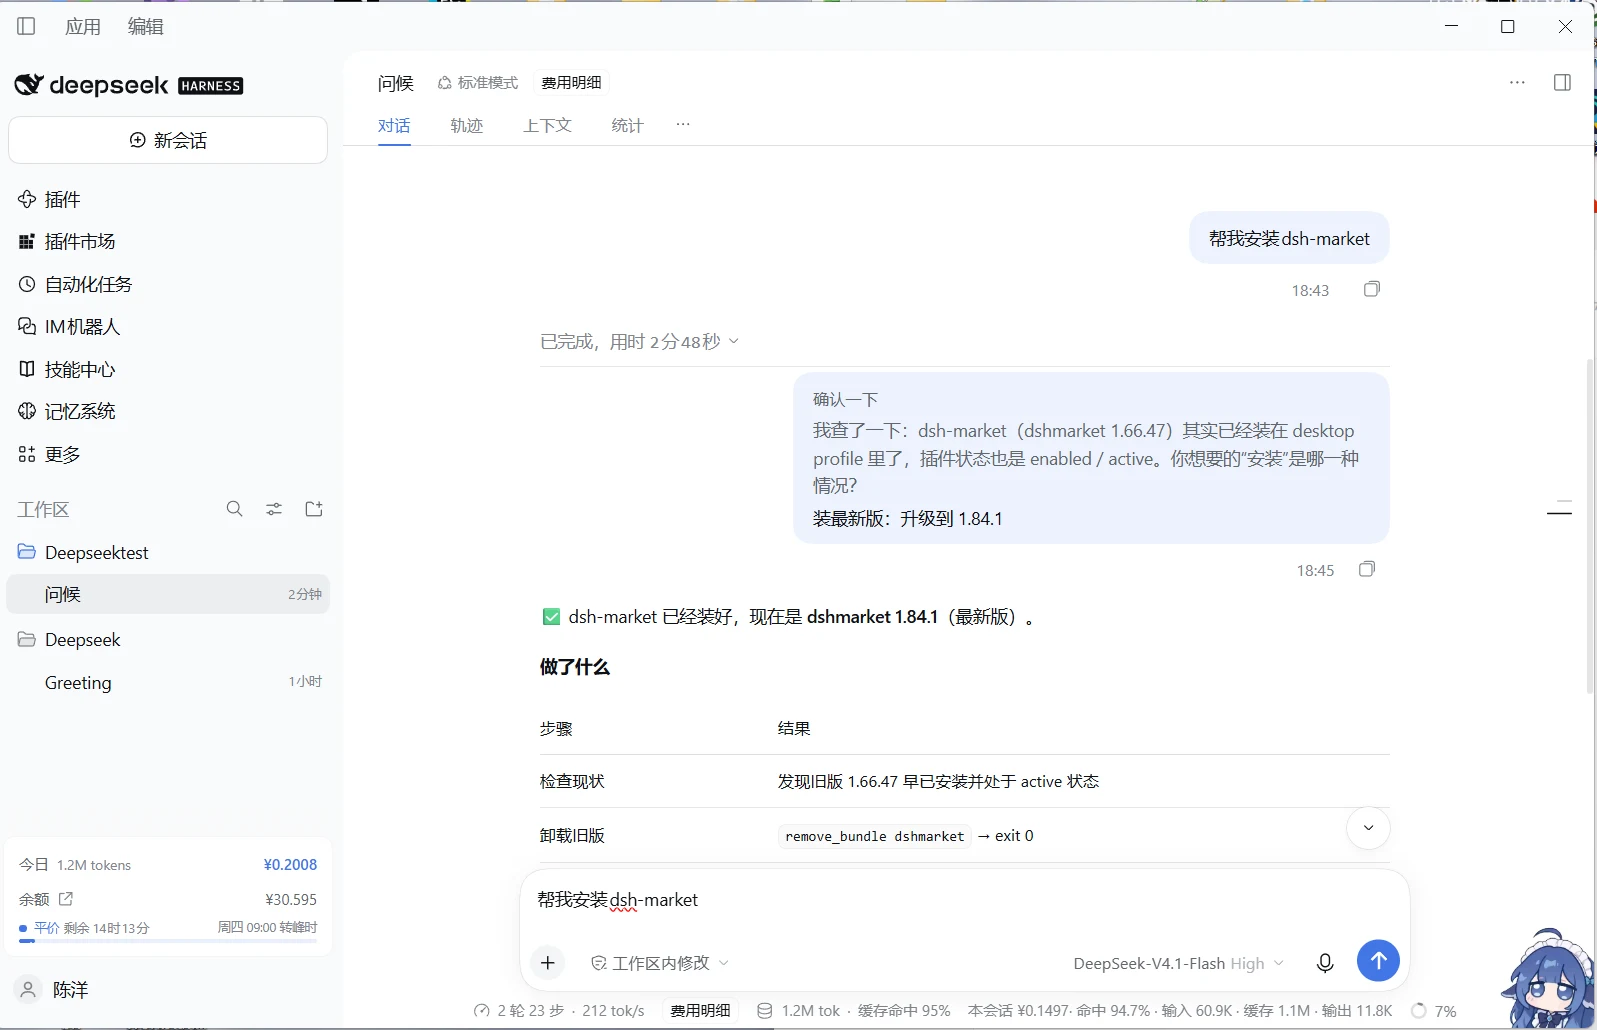 应用 编辑
deepseek HARNESS
新会话
插件
插件市场
自动化任务
IM机器人
技能中心
记忆系统
更多
工作区
Deepseektest
问候 2分钟
Deepseek
Greeting 1小时
今日 1.2M tokens ¥0.2008
余额 ¥30.595
平价 剩余 14时13分 周四 09:00 转峰时
陈洋
问候 标准模式 费用明细
对话 轨迹 上下文 统计 ...
帮我安装dsh-market
18:43
已完成，用时 2分48秒
确认一下
我查了一下：dsh-market（dshmarket 1.66.47）其实已经装在 desktop
profile 里了，插件状态也是 enabled / active。你想要的“安装”是哪一种
情况？
装最新版：升级到 1.84.1
18:45
✅ dsh-market 已经装好，现在是 dshmarket 1.84.1（最新版）。
做了什么
步骤 结果
检查现状 发现旧版 1.66.47 早已安装并处于 active 状态
卸载旧版 remove_bundle dshmarket → exit 0
帮我安装dsh-market
工作区内修改 DeepSeek-V4.1-Flash High
2 轮 23 步 · 212 tok/s 费用明细 1.2M tok · 缓存命中 95% 本会话 ¥0.1497· 命中 94.7% · 输入 60.9K · 缓存 1.1M · 输出 11.8K 7%